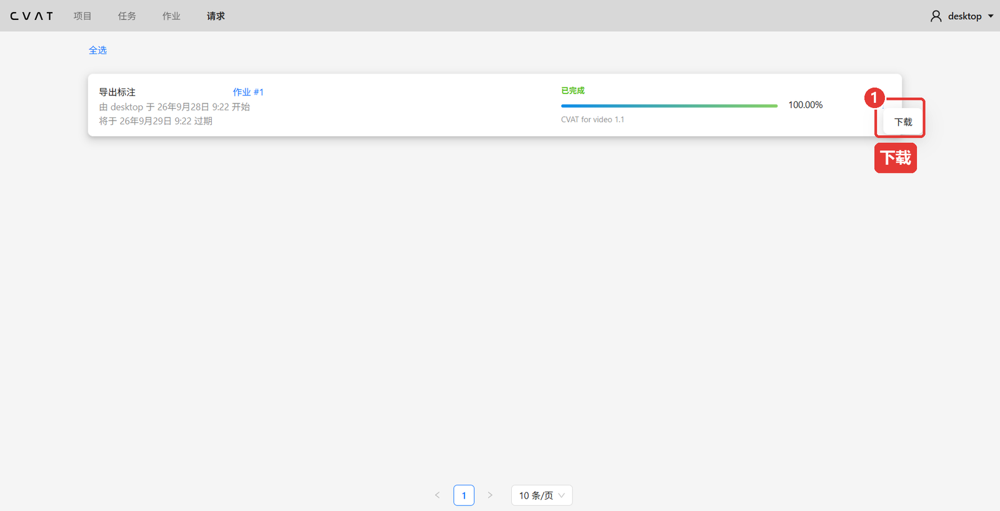 CVAT 项目 任务 作业 请求 desktop
全选
导出标注 作业 #1 已完成
由 desktop 于 26年9月28日 9:22 开始 100.00%
将于 26年9月29日 9:22 过期 CVAT for video 1.1
1
下载
下载
< 1 > 10 条/页